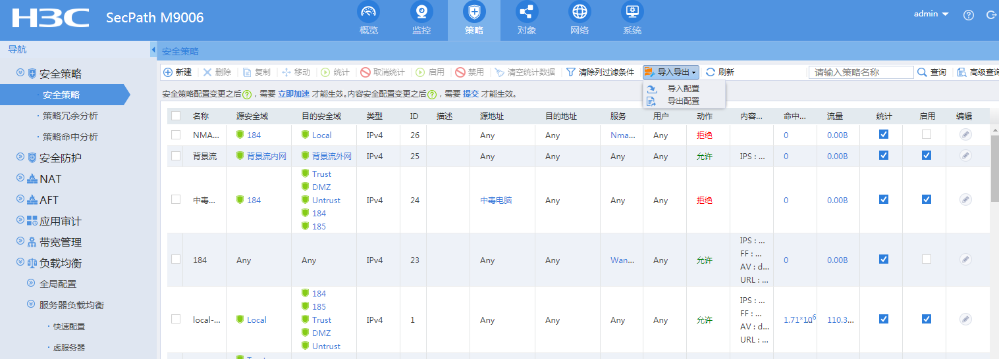 H3C SecPath M9006
概览 监控 策略 对象 网络 系统
admin
导航
安全策略
安全策略
· 安全策略
· 策略冗余分析
· 策略命中分析
安全防护
NAT
AFT
应用审计
带宽管理
负载均衡
全局配置
服务器负载均衡
· 快速配置
· 虚服务器
新建 删除 复制 移动 统计 取消统计 启用 禁用 清空统计数据 清除列过滤条件 导入导出 刷新 请输入策略名称 查询 高级查询
导入配置
导出配置
安全策略配置变更之后?，需要 立即加速 才能生效。内容安全配置变更之后?，需要 提交 才能生效。
名称 源安全域 目的安全域 类型 ID 描述 源地址 目的地址 服务 用户 动作 内容... 命中... 流量 统计 启用 编辑
NMA... 184 Local IPv4 26 Any Any Nma... Any 拒绝 0 0.00B
背景流 背景流内网 背景流外网 IPv4 25 Any Any Any Any 允许 IPS : ... 0 0.00B
中毒... 184 Trust DMZ Untrust 184 185 IPv4 24 中毒电脑 Any Any Any 拒绝 0 0.00B
184 Any Any IPv4 23 Any Any Wan... Any 允许 IPS : ... FF : ... AV : d... URL : ... 0 0.00B
local-... Local 184 185 Trust DMZ Untrust IPv4 1 Any Any Any Any 允许 IPS : ... FF : ... AV : d... URL : ... 1.71*10^6 110.3...